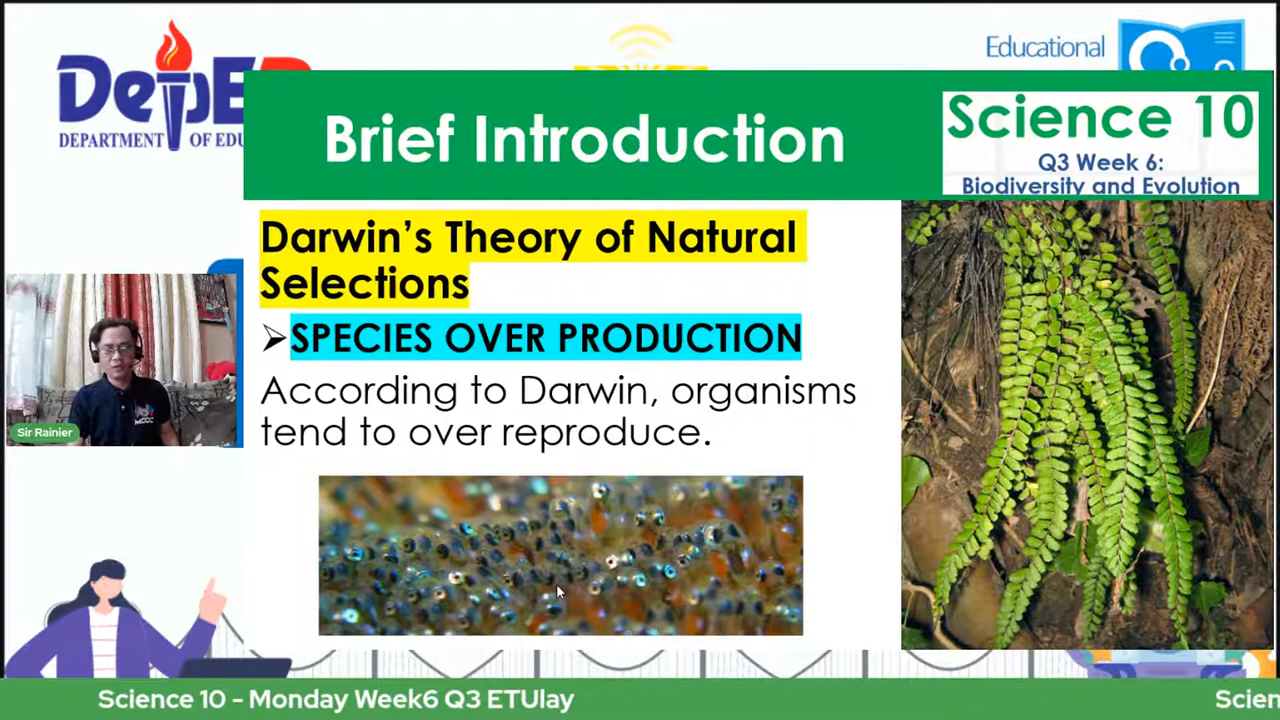 DepED
DEPARTMENT OF EDU
Educational
Brief Introduction
Science 10
Q3 Week 6:
Biodiversity and Evolution
Darwin's Theory of Natural
Selections
➢SPECIES OVER PRODUCTION
According to Darwin, organisms
tend to over reproduce.
Sir Rainier
Science 10 - Monday Week6 Q3 ETUlay
Scien